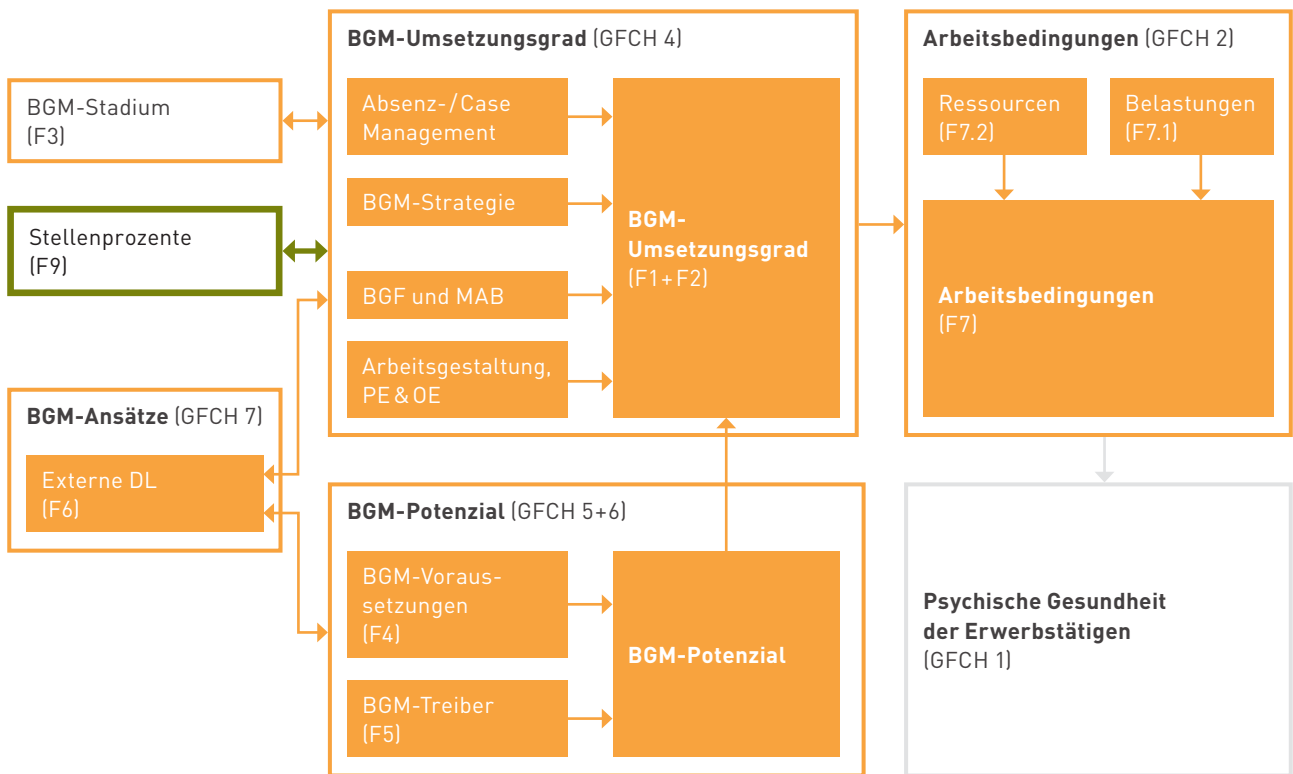 BGM-Stadium
(F3)
Stellenprozente
(F9)
BGM-Ansätze (GFCH 7)
Externe DL
(F6)
BGM-Umsetzungsgrad (GFCH 4)
Absenz-/Case
Management
BGM-Strategie
BGF und MAB
Arbeitsgestaltung,
PE & OE
BGM-
Umsetzungsgrad
(F1 + F2)
BGM-Potenzial (GFCH 5+6)
BGM-Voraus-
setzungen
(F4)
BGM-Treiber
(F5)
BGM-Potenzial
Arbeitsbedingungen (GFCH 2)
Ressourcen
(F7.2)
Belastungen
(F7.1)
Arbeitsbedingungen
(F7)
Psychische Gesundheit
der Erwerbstätigen
(GFCH 1)